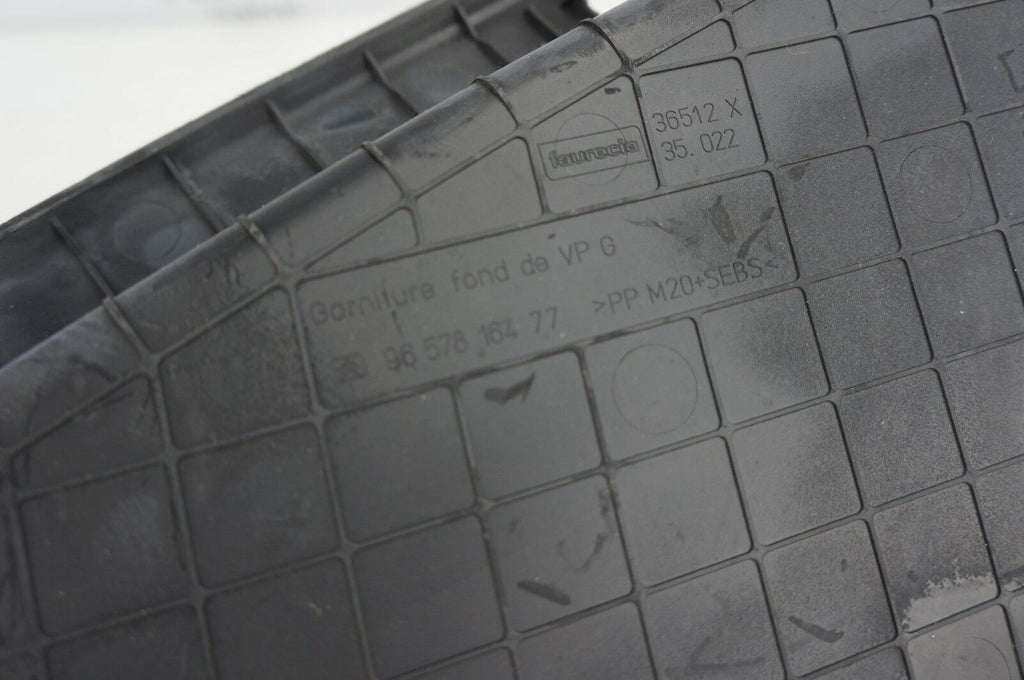 faurecia
36512 X
35. 022
Garniture fond de VP G
96 578 164 77 >PP M20+SEBS<